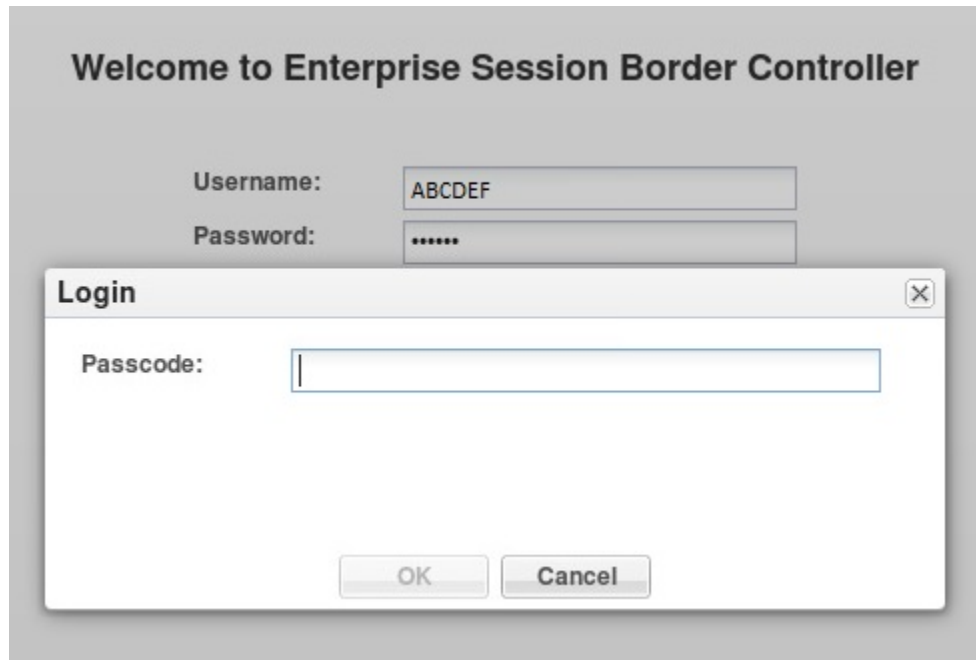 Welcome to Enterprise Session Border Controller
Username: ABCDEF
Password: ••••••
Login
Passcode:
OK Cancel